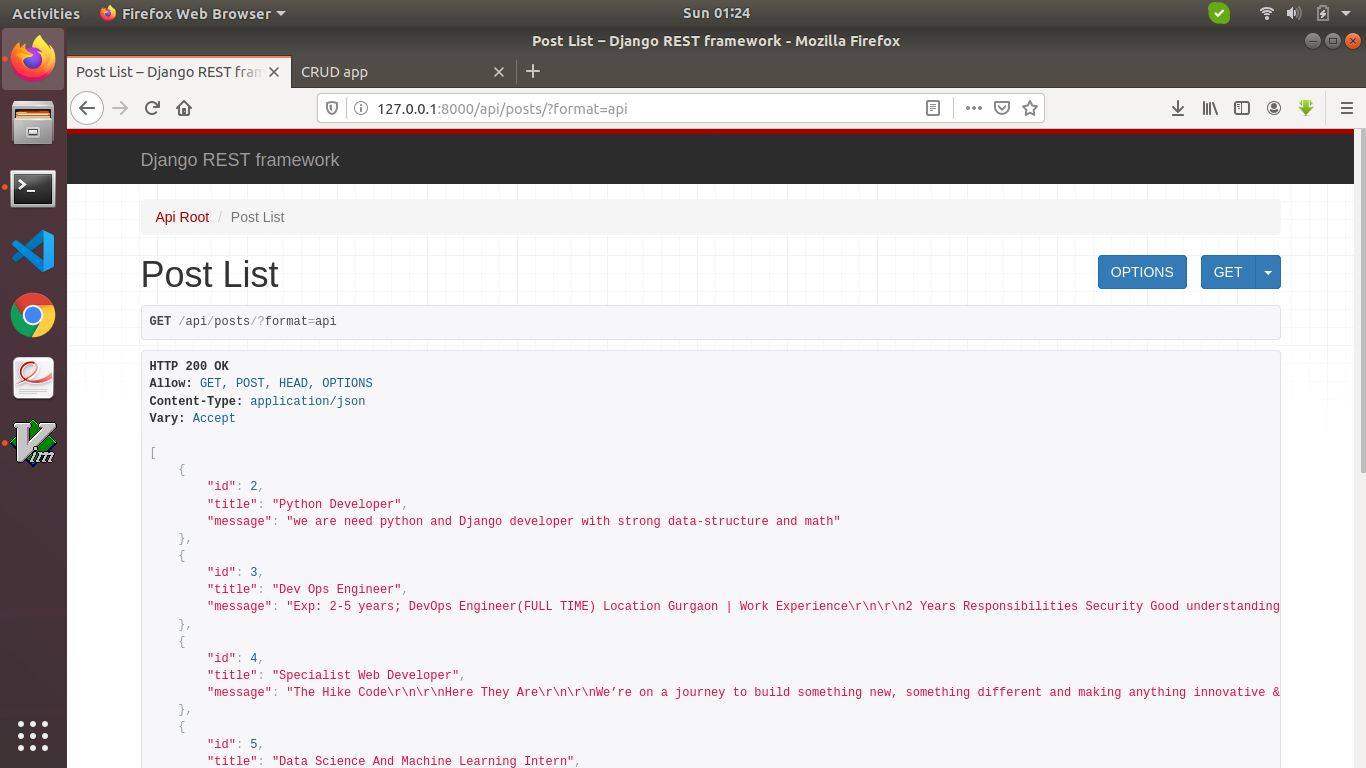 Activities Firefox Web Browser Sun 01:24
Post List – Django REST framework - Mozilla Firefox
Post List – Django REST fram CRUD app
127.0.0.1:8000/api/posts/?format=api
Django REST framework
Api Root / Post List
Post List OPTIONS GET
GET /api/posts/?format=api
HTTP 200 OK
Allow: GET, POST, HEAD, OPTIONS
Content-Type: application/json
Vary: Accept
[
{
"id": 2,
"title": "Python Developer",
"message": "we are need python and Django developer with strong data-structure and math"
},
{
"id": 3,
"title": "Dev Ops Engineer",
"message": "Exp: 2-5 years; DevOps Engineer(FULL TIME) Location Gurgaon | Work Experience\r\n\r\n2 Years Responsibilities Security Good understanding
},
{
"id": 4,
"title": "Specialist Web Developer",
"message": "The Hike Code\r\n\r\nHere They Are\r\n\r\nWe’re on a journey to build something new, something different and making anything innovative &
},
{
"id": 5,
"title": "Data Science And Machine Learning Intern",